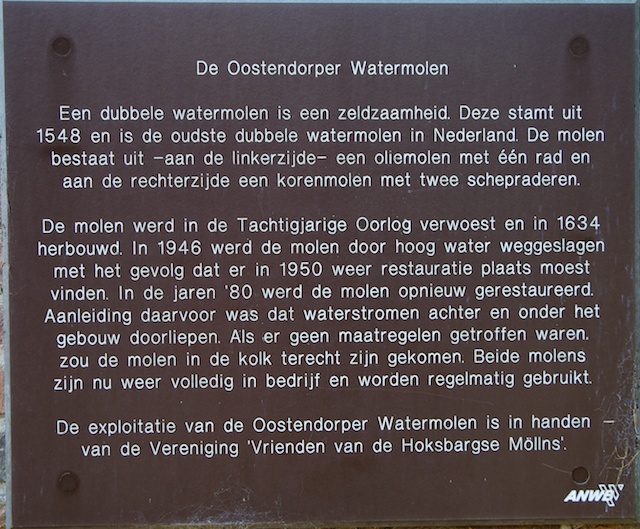 De Oostendorper Watermolen
Een dubbele watermolen is een zeldzaamheid. Deze stamt uit
1548 en is de oudste dubbele watermolen in Nederland. De molen
bestaat uit -aan de linkerzijde- een oliemolen met één rad en
aan de rechterzijde een korenmolen met twee schepraderen.
De molen werd in de Tachtigjarige Oorlog verwoest en in 1634
herbouwd. In 1946 werd de molen door hoog water weggeslagen
met het gevolg dat er in 1950 weer restauratie plaats moest
vinden. In de jaren '80 werd de molen opnieuw gerestaureerd.
Aanleiding daarvoor was dat waterstromen achter en onder het
gebouw doorliepen. Als er geen maatregelen getroffen waren,
zou de molen in de kolk terecht zijn gekomen. Beide molens
zijn nu weer volledig in bedrijf en worden regelmatig gebruikt.
De exploitatie van de Oostendorper Watermolen is in handen -
van de Vereniging 'Vrienden van de Hoksbargse Möllns'.
ANWB